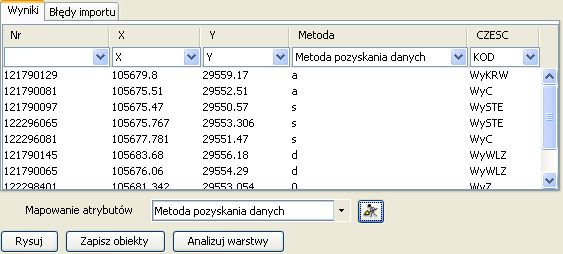 Wyniki Błędy importu
Nr X Y Metoda CZESC
X Y Metoda pozyskania danych KOD
121790129 105679.8 29559.17 a WyKRW
121790081 105675.51 29552.51 a WyC
121790097 105675.47 29550.57 s WySTE
122296065 105675.767 29553.306 s WySTE
122296081 105677.781 29551.47 s WyC
121790145 105683.68 29556.18 d WyWLZ
121790065 105676.06 29554.29 d WyWLZ
122298401 105681.342 29553.054 0 WyZ
Mapowanie atrybutów Metoda pozyskania danych
Rysuj Zapisz obiekty Analizuj warstwy